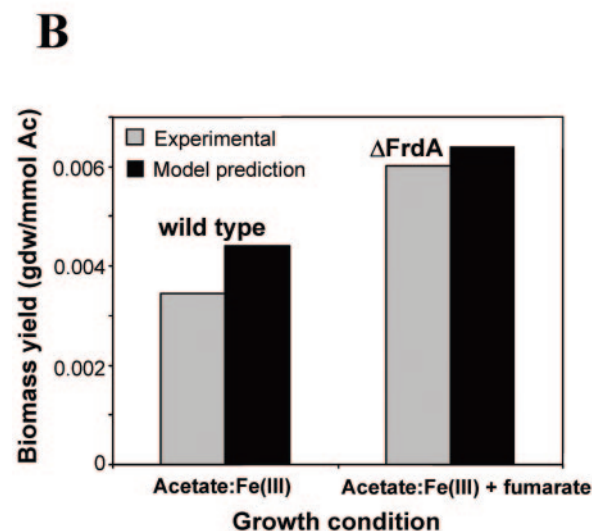 B
Biomass yield (gdw/mmol Ac)
0.006
0.004
0.002
0
Experimental
Model prediction
wild type
ΔFrdA
Acetate:Fe(III)
Acetate:Fe(III) + fumarate
Growth condition